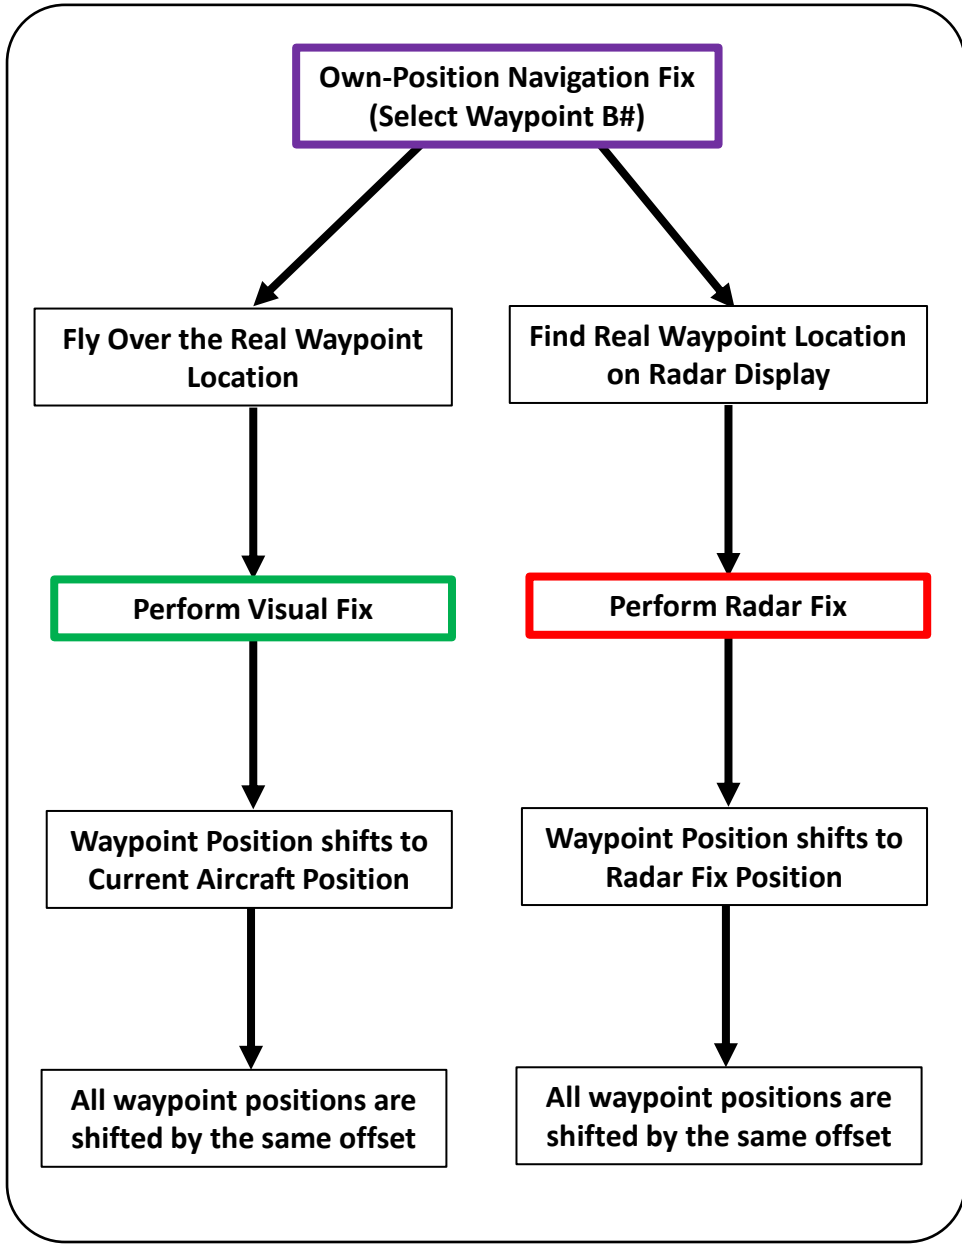 Own-Position Navigation Fix
(Select Waypoint B#)
Fly Over the Real Waypoint
Location
Find Real Waypoint Location
on Radar Display
Perform Visual Fix
Perform Radar Fix
Waypoint Position shifts to
Current Aircraft Position
Waypoint Position shifts to
Radar Fix Position
All waypoint positions are
shifted by the same offset
All waypoint positions are
shifted by the same offset